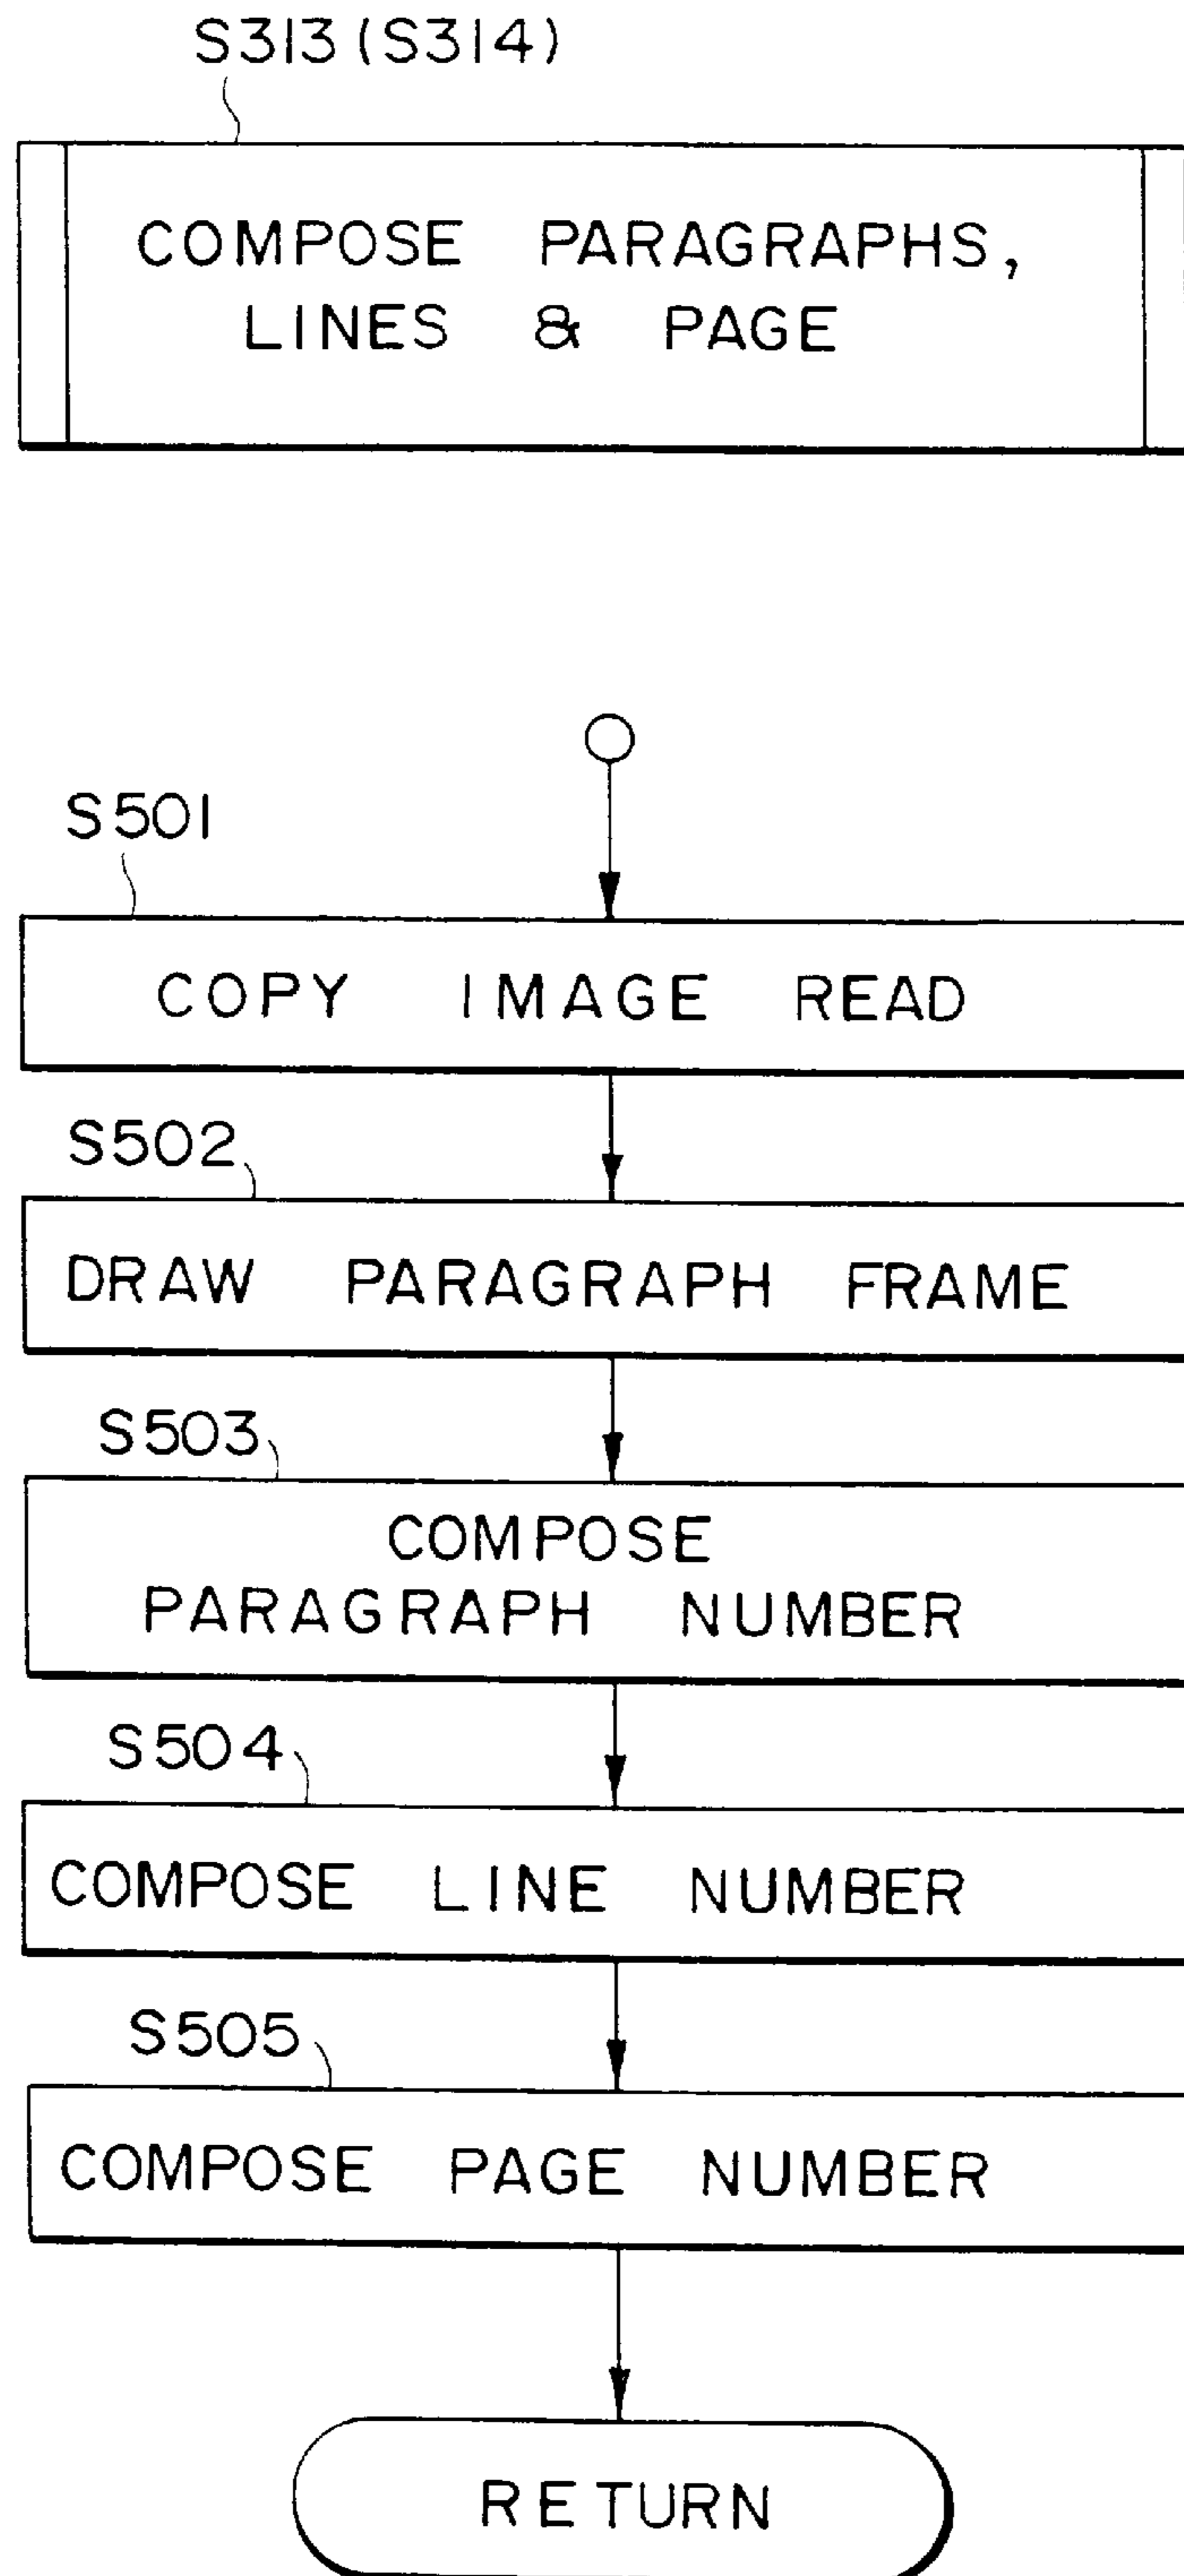 S313 (S314)
COMPOSE PARAGRAPHS,
LINES & PAGE
S501
COPY IMAGE READ
S502
DRAW PARAGRAPH FRAME
S503
COMPOSE
PARAGRAPH NUMBER
S504
COMPOSE LINE NUMBER
S505
COMPOSE PAGE NUMBER
RETURN